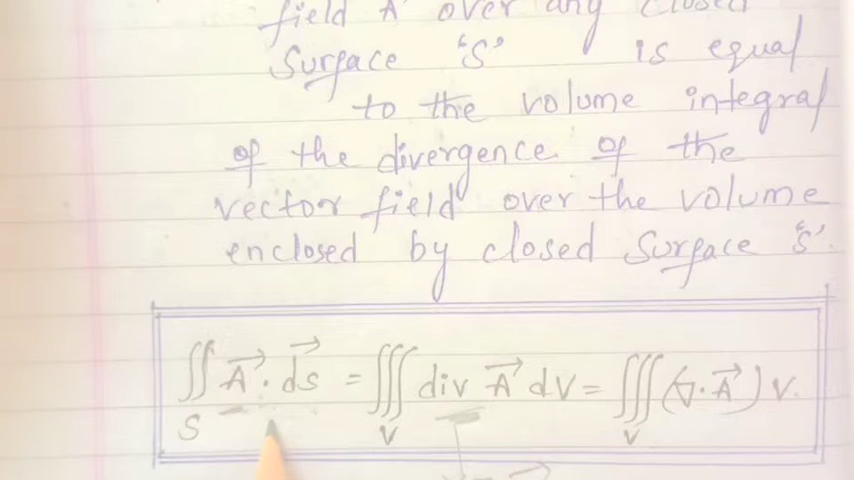 field A over any closed
Surface 'S' is equal
to the volume integral
of the divergence of the
vector field over the volume
enclosed by closed Surface 'S'.
∬ A⃗ · ds⃗ = ∭ div A⃗ dV = ∭ (∇·A⃗) V.
S V V